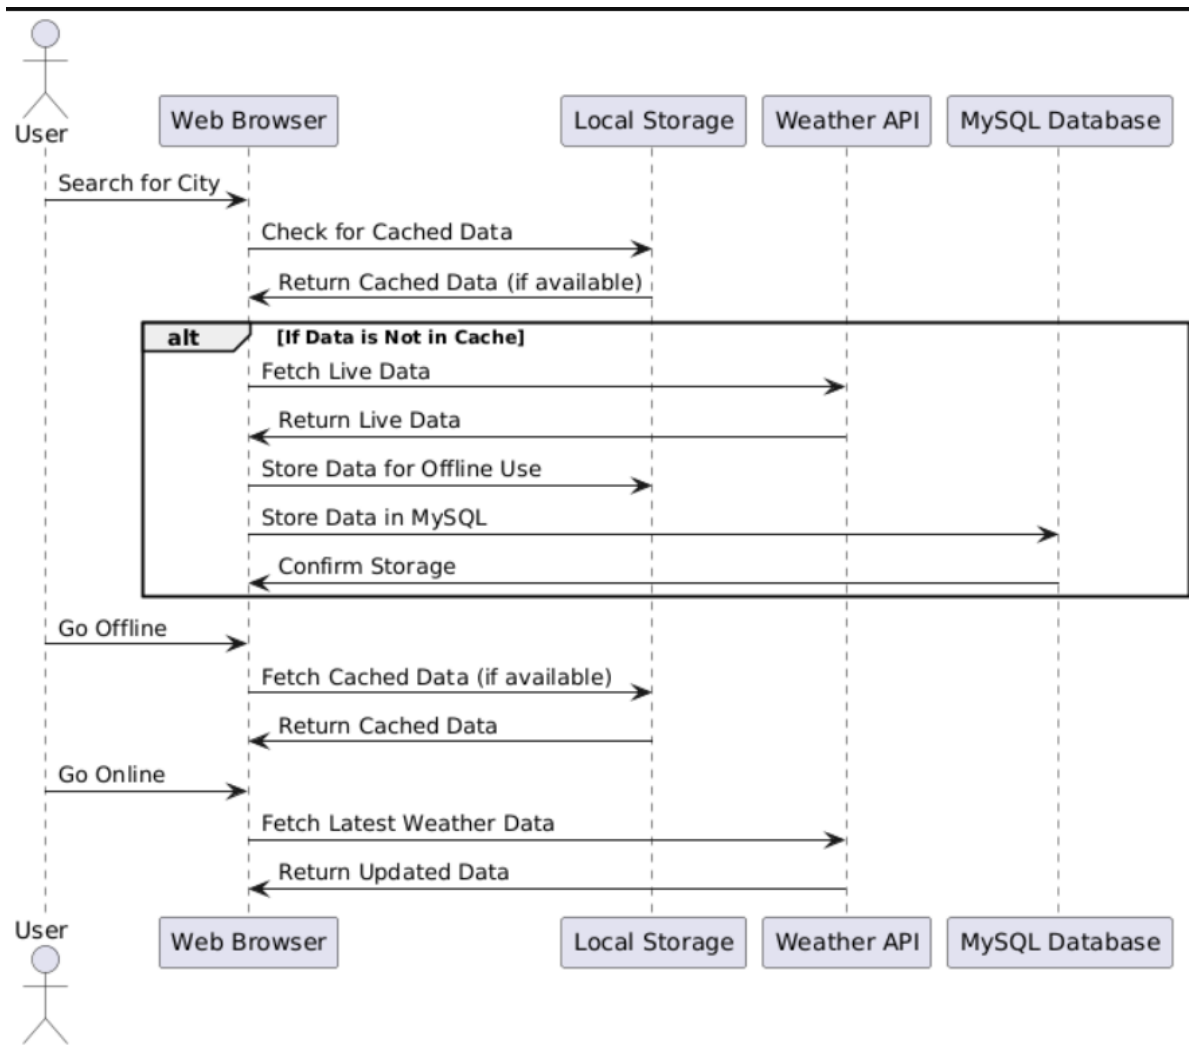 User
Web Browser
Local Storage
Weather API
MySQL Database
Search for City
Check for Cached Data
Return Cached Data (if available)
alt
[If Data is Not in Cache]
Fetch Live Data
Return Live Data
Store Data for Offline Use
Store Data in MySQL
Confirm Storage
Go Offline
Fetch Cached Data (if available)
Return Cached Data
Go Online
Fetch Latest Weather Data
Return Updated Data
User
Web Browser
Local Storage
Weather API
MySQL Database